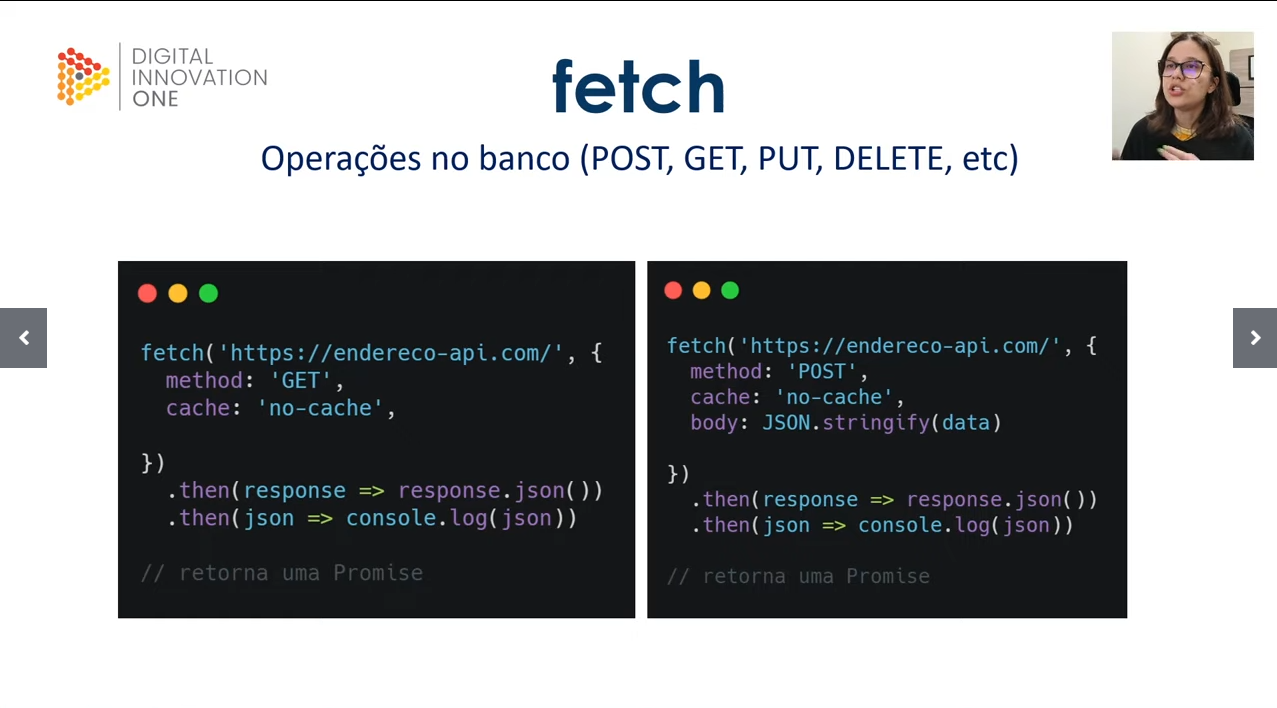 DIGITAL
INNOVATION
ONE
fetch
Operações no banco (POST, GET, PUT, DELETE, etc)
fetch('https://endereco-api.com/', {
  method: 'GET',
  cache: 'no-cache',
})
  .then(response => response.json())
  .then(json => console.log(json))
// retorna uma Promise
fetch('https://endereco-api.com/', {
  method: 'POST',
  cache: 'no-cache',
  body: JSON.stringify(data)
})
  .then(response => response.json())
  .then(json => console.log(json))
// retorna uma Promise